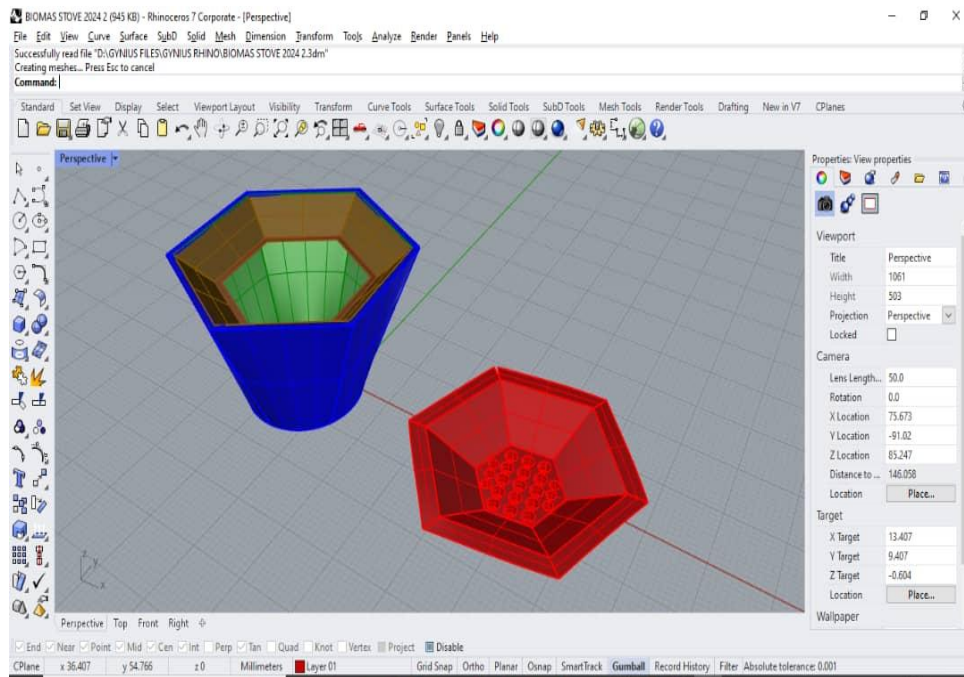 BIOMAS STOVE 2024 2 (945 KB) - Rhinoceros 7 Corporate - [Perspective]
File Edit View Curve Surface SubD Solid Mesh Dimension Transform Tools Analyze Render Panels Help
Successfully read file "D:\GYNIUS FILES\GYNIUS RHINO\BIOMAS STOVE 2024 2.3dm"
Creating meshes... Press Esc to cancel
Command:
Standard Set View Display Select Viewport Layout Visibility Transform Curve Tools Surface Tools Solid Tools SubD Tools Mesh Tools Render Tools Drafting New in V7 CPlanes
Perspective
Properties: View properties
Viewport
Title Perspective
Width 1061
Height 503
Projection Perspective
Locked
Camera
Lens Length... 50.0
Rotation 0.0
X Location 75.673
Y Location -91.02
Z Location 85.247
Distance to ... 146.058
Location Place...
Target
X Target 13.407
Y Target 9.407
Z Target -0.604
Location Place...
Wallpaper
z
y
x
Perspective Top Front Right
End Near Point Mid Cen Int Perp Tan Quad Knot Vertex Project Disable
CPlane x 36.407 y 54.766 z 0 Millimeters Layer 01 Grid Snap Ortho Planar Osnap SmartTrack Gumball Record History Filter Absolute tolerance: 0.001